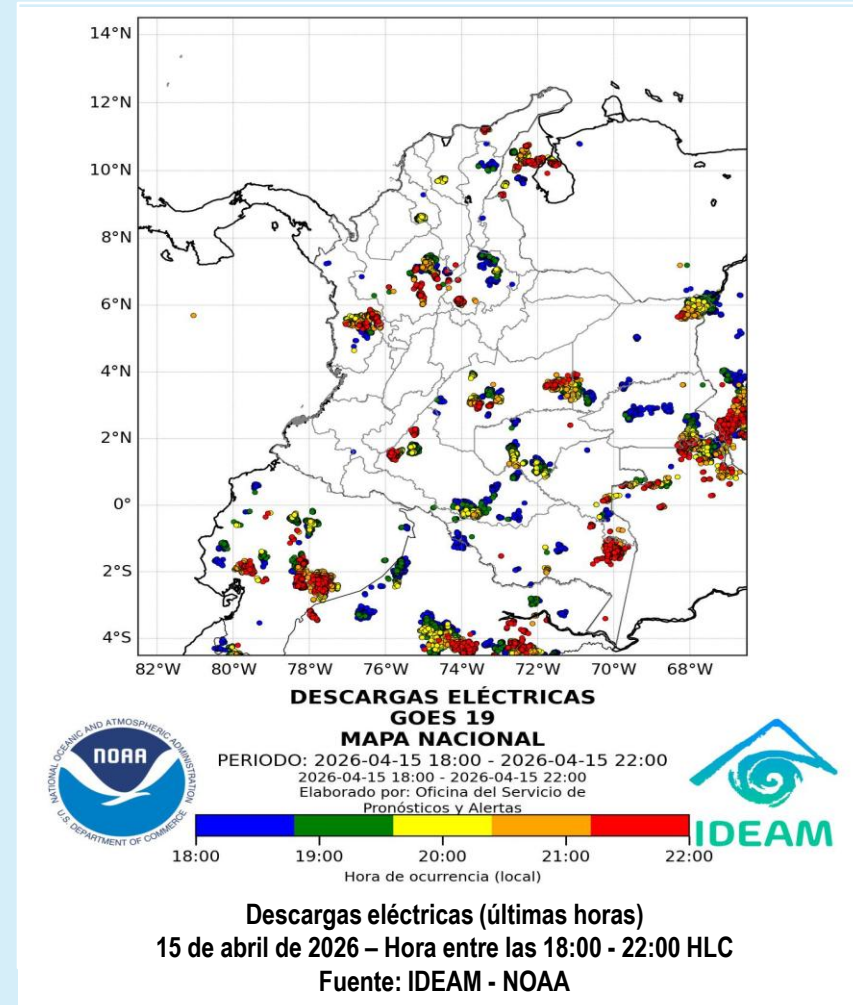 14°N
12°N
10°N
8°N
6°N
4°N
2°N
0°
2°S
4°S
82°W 80°W 78°W 76°W 74°W 72°W 70°W 68°W
DESCARGAS ELÉCTRICAS
GOES 19
MAPA NACIONAL
PERIODO: 2026-04-15 18:00 - 2026-04-15 22:00
2026-04-15 18:00 - 2026-04-15 22:00
Elaborado por: Oficina del Servicio de
Pronósticos y Alertas
NATIONAL OCEANIC AND ATMOSPHERIC ADMINISTRATION
NOAA
U.S. DEPARTMENT OF COMMERCE
IDEAM
18:00 19:00 20:00 21:00 22:00
Hora de ocurrencia (local)
Descargas eléctricas (últimas horas)
15 de abril de 2026 – Hora entre las 18:00 - 22:00 HLC
Fuente: IDEAM - NOAA